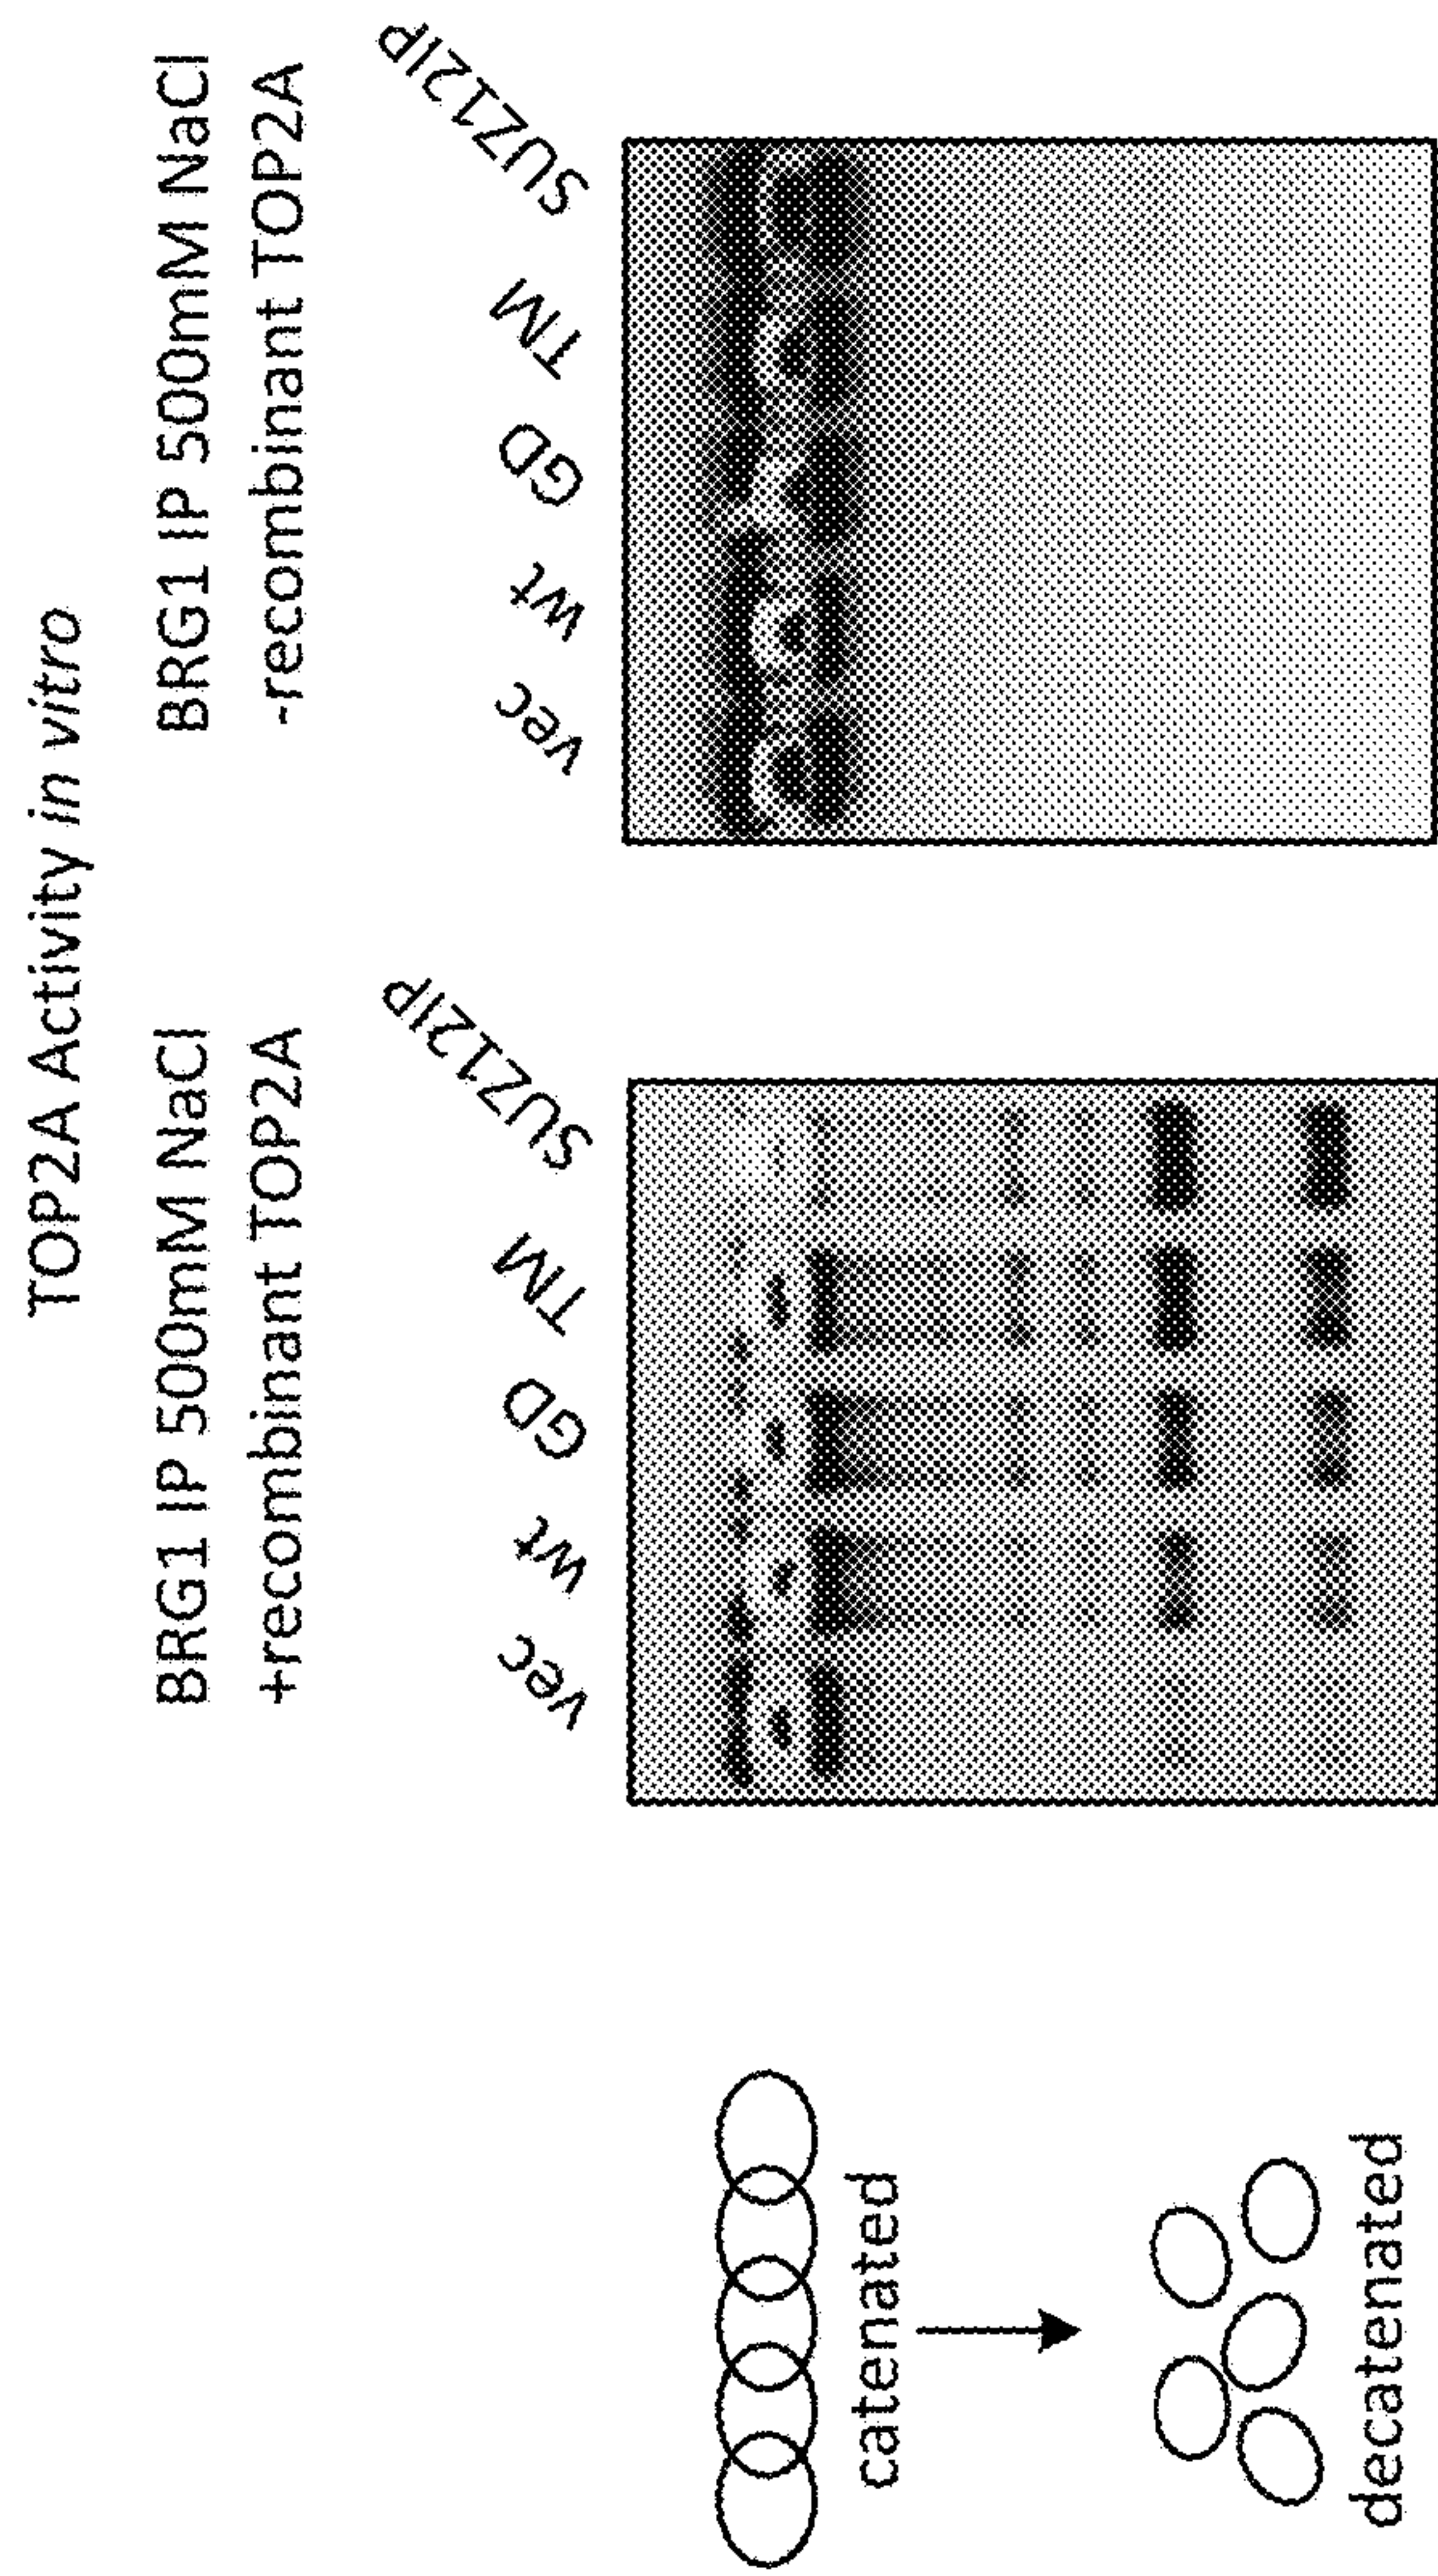 TOP2A Activity in vitro
BRG1 IP 500mM NaCl
+recombinant TOP2A
vec wt GD TM SUZ12IP
BRG1 IP 500mM NaCl
-recombinant TOP2A
vec wt GD TM SUZ12IP
catenated
decatenated